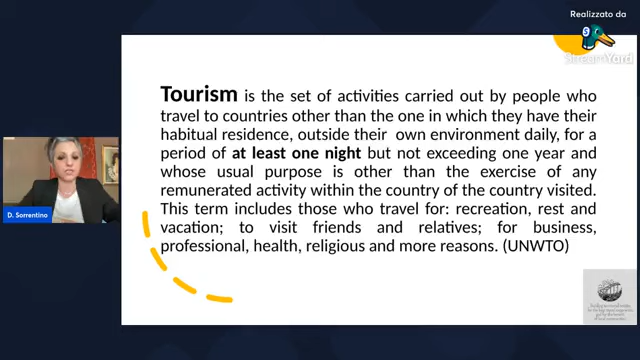 Realizzato da
StreamYard
Tourism is the set of activities carried out by people who
travel to countries other than the one in which they have their
habitual residence, outside their own environment daily, for a
period of at least one night but not exceeding one year and
whose usual purpose is other than the exercise of any
remunerated activity within the country of the country visited.
This term includes those who travel for: recreation, rest and
vacation; to visit friends and relatives; for business,
professional, health, religious and more reasons. (UNWTO)
D. Sorrentino